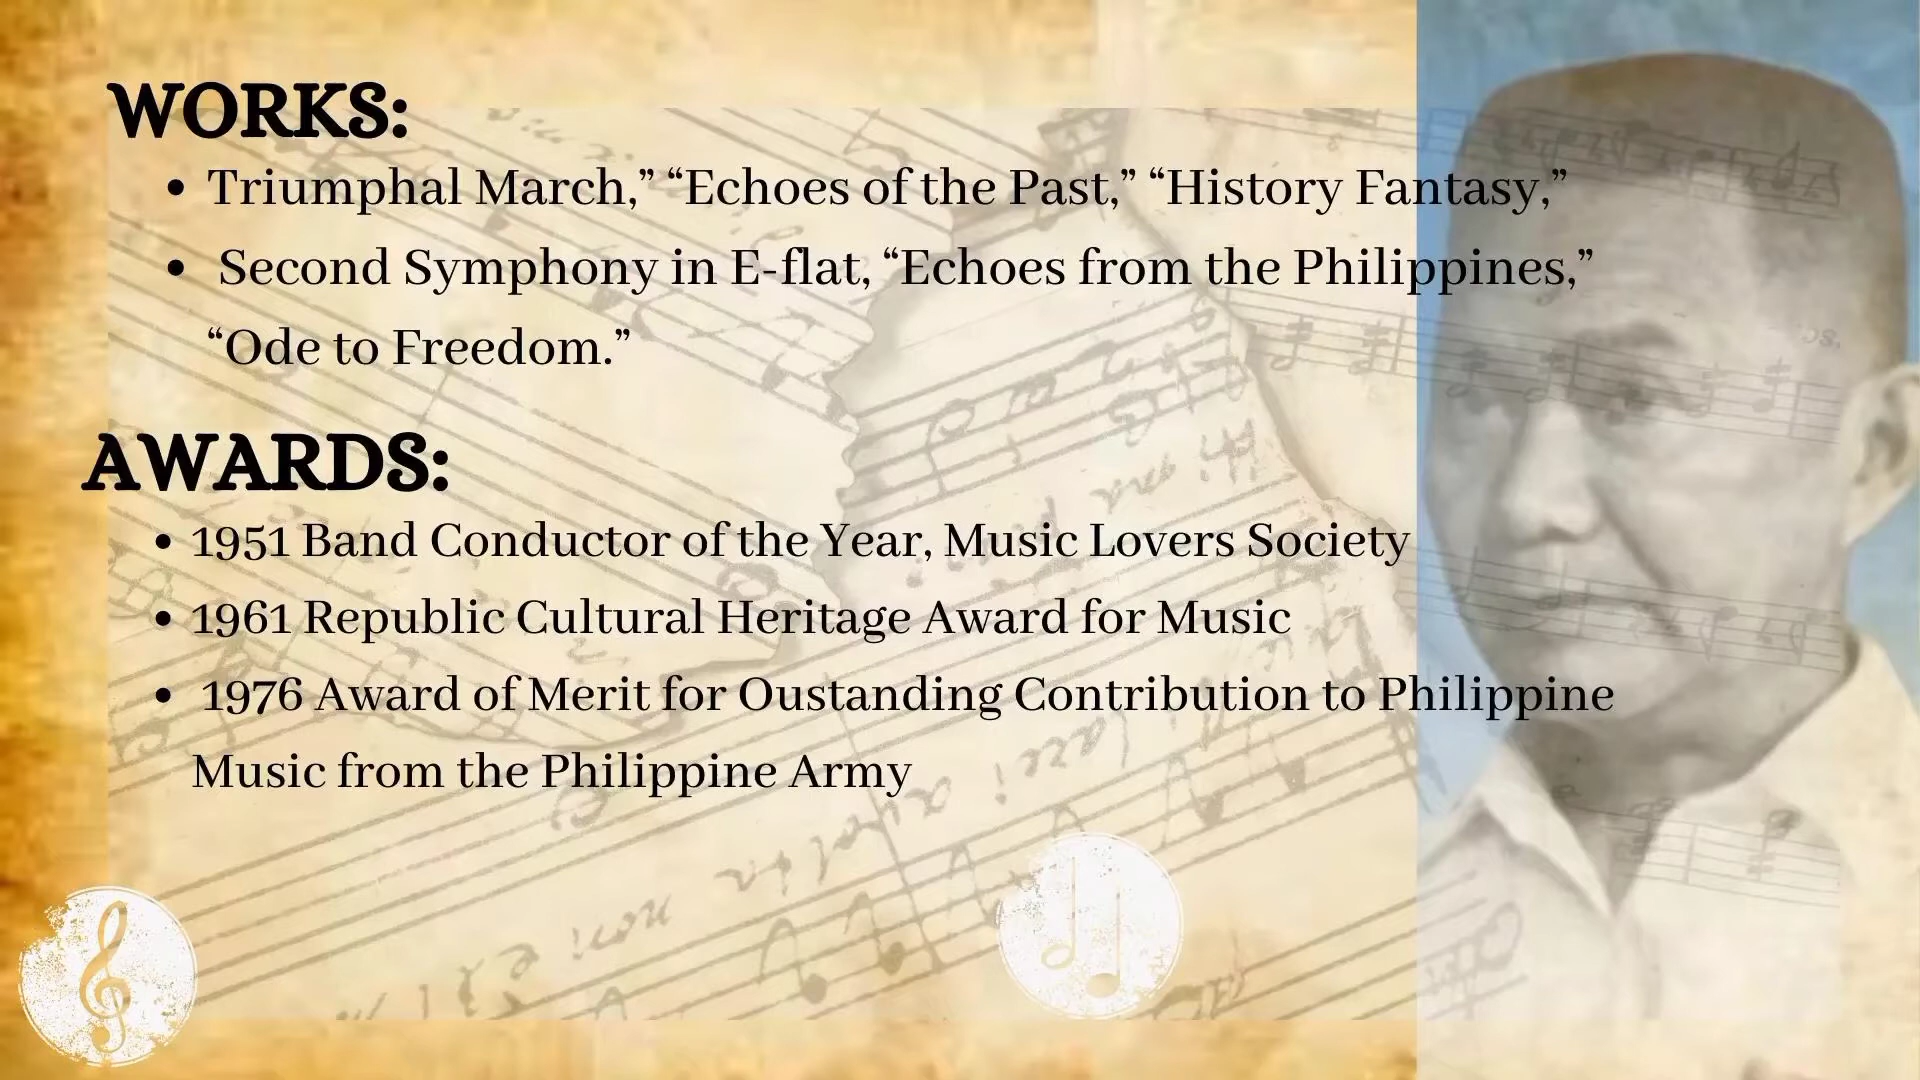 WORKS:
• Triumphal March,” “Echoes of the Past,” “History Fantasy,”
• Second Symphony in E-flat, “Echoes from the Philippines,”
“Ode to Freedom.”
AWARDS:
• 1951 Band Conductor of the Year, Music Lovers Society
• 1961 Republic Cultural Heritage Award for Music
• 1976 Award of Merit for Oustanding Contribution to Philippine
Music from the Philippine Army